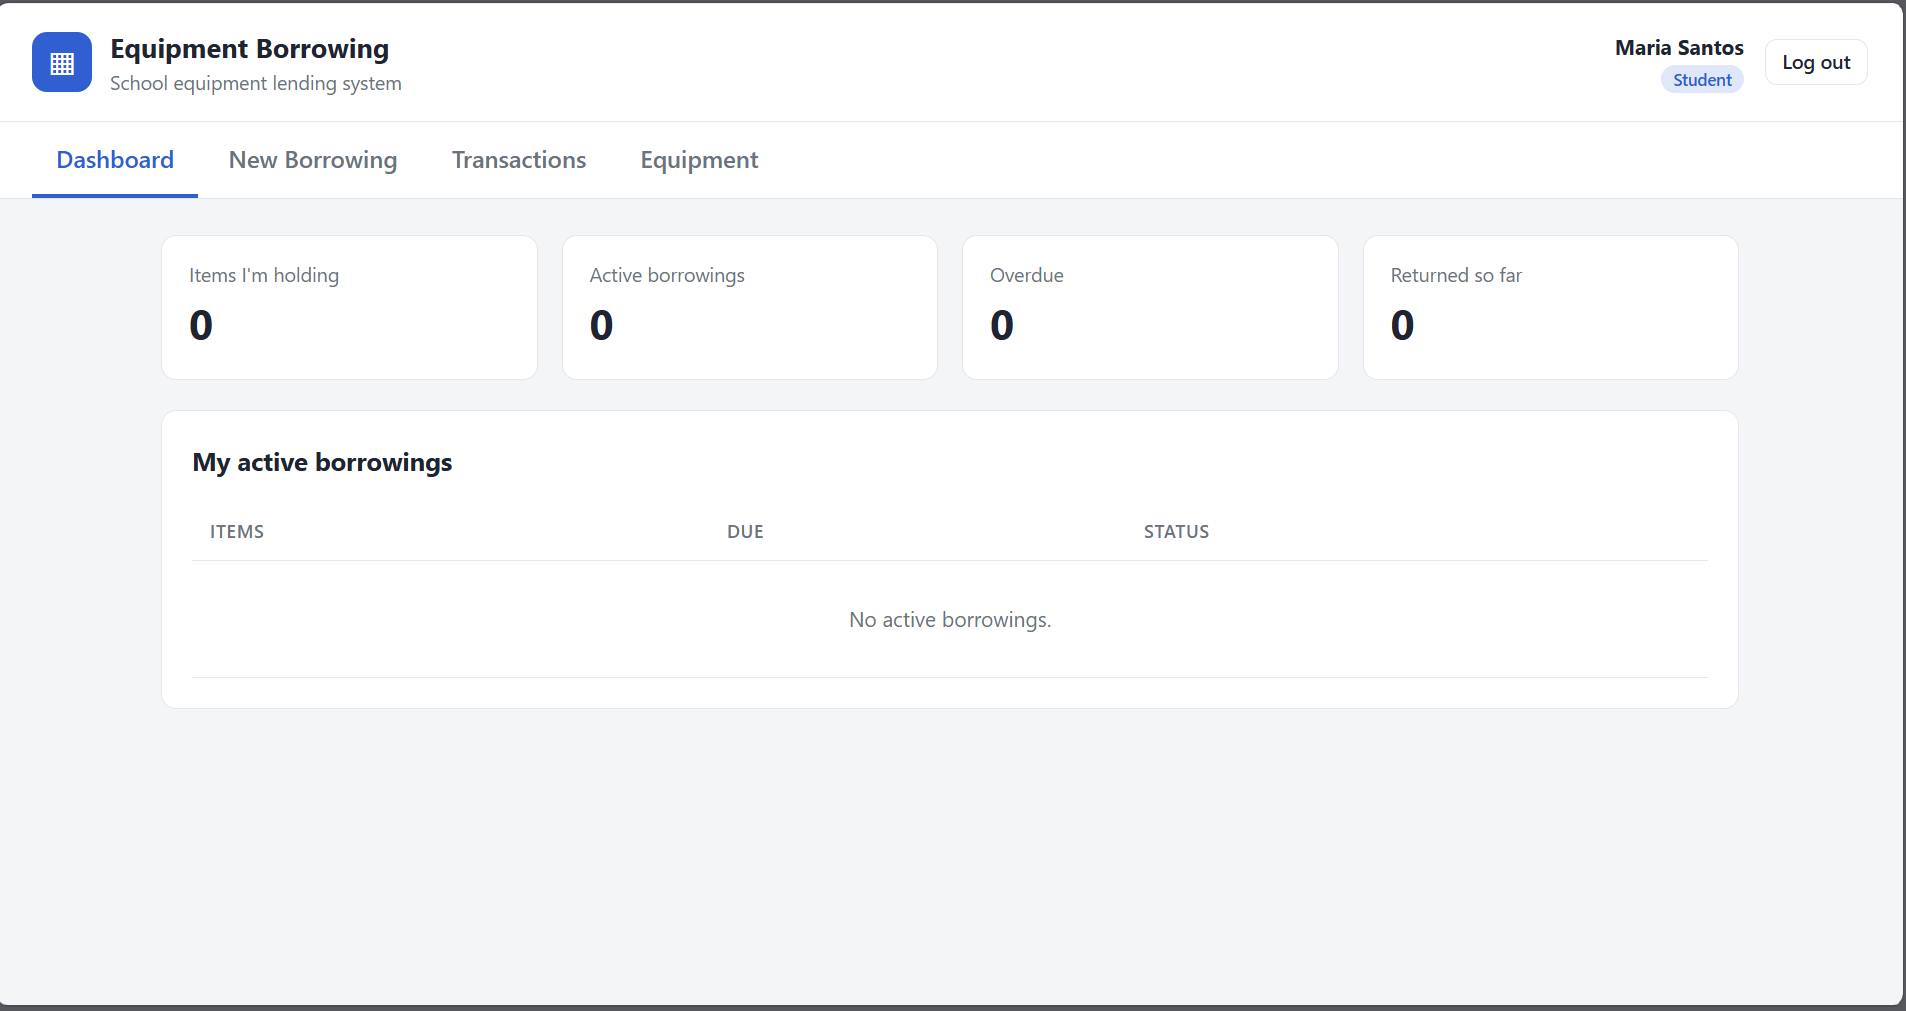 Equipment Borrowing
School equipment lending system
Maria Santos
Student
Log out
Dashboard New Borrowing Transactions Equipment
Items I'm holding
0
Active borrowings
0
Overdue
0
Returned so far
0
My active borrowings
ITEMS DUE STATUS
No active borrowings.